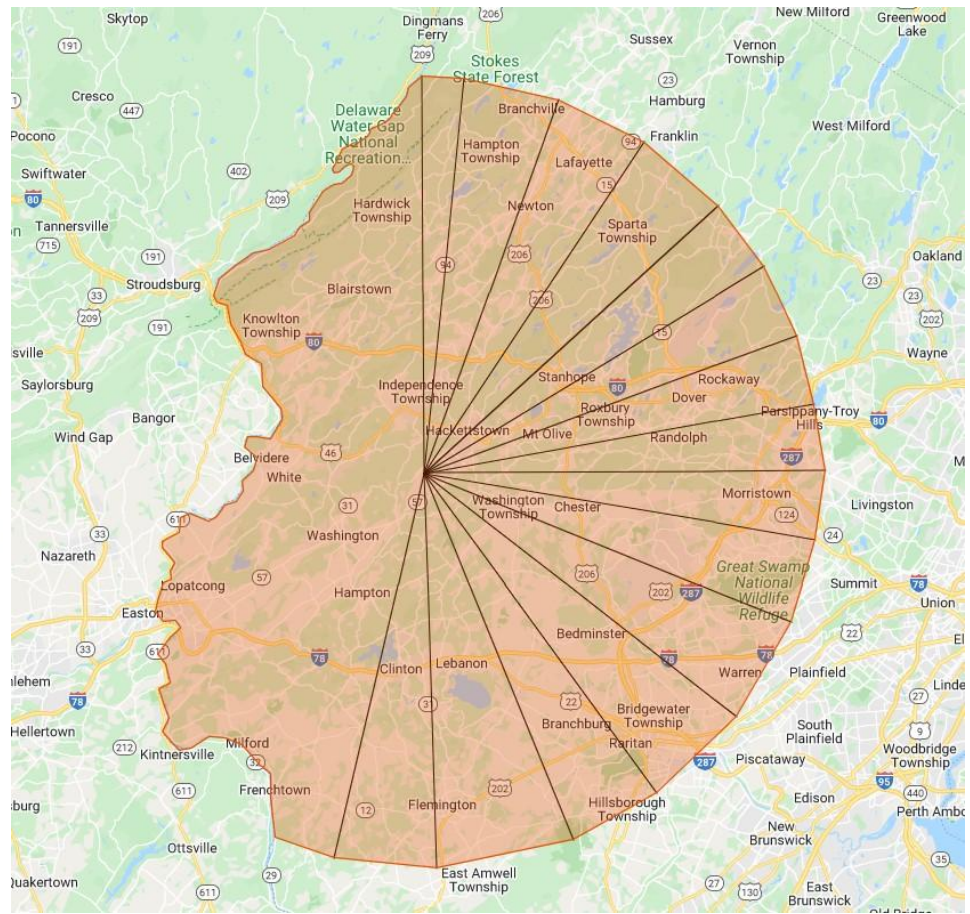 Skytop
Dingmans
Ferry
206
New Milford
Greenwood
Lake
191
209
Stokes
State Forest
Sussex
Vernon
Township
23
Cresco
447
Delaware
Water Gap
National
Recreation...
Branchville
Hamburg
Pocono
Hampton
Township
94
Franklin
West Milford
Lafayette
Swiftwater
402
15
80
209
Hardwick
Township
Newton
Tannersville
Sparta
Township
715
191
206
Oakland
94
23
23
Stroudsburg
Blairstown
33
206
202
209
191
Knowlton
Township
15
80
sville
Wayne
Saylorsburg
Independence
Township
Stanhope
80
Rockaway
Dover
Bangor
Roxbury
Township
Parsippany-Troy
Hills
80
Wind Gap
Hackettstown
Mt Olive
Randolph
Belvidere
46
287
White
Morristown
Livingston
31
57
Washington
Township
Chester
124
611
33
Washington
24
Nazareth
57
206
Great Swamp
National
Wildlife
Refuge
Lopatcong
Hampton
202
287
Summit
78
Union
Easton
Bedminster
22
33
611
78
Lebanon
78
78
Clinton
Warren
Plainfield
hlehem
78
31
22
Bridgewater
Township
27
Linde
Hellertown
Branchburg
South
Plainfield
212
Milford
Raritan
9
Woodbridge
Township
Kintnersville
32
287
Piscataway
95
611
Frenchtown
202
440
sburg
12
Flemington
Hillsborough
Township
Edison
Perth Ambo
New
Brunswick
Ottsville
29
East Amwell
Township
35
Quakertown
611
27
130
East
Brunswick
Old Bridge